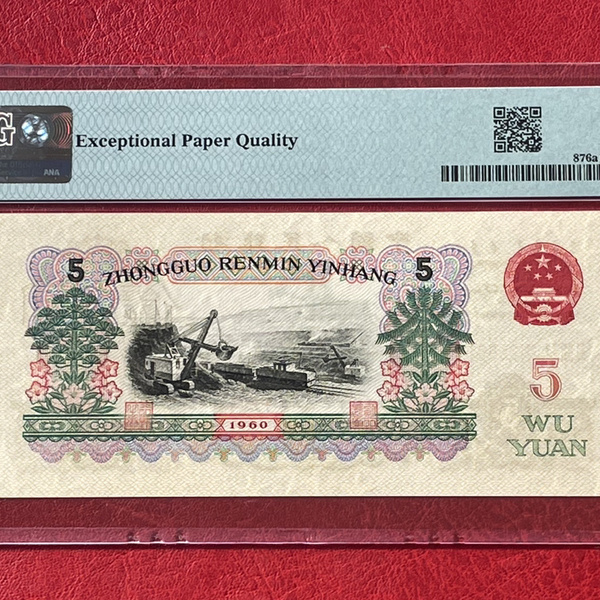 G
Exceptional Paper Quality
ANA
876a
5 ZHONGGUO RENMIN YINHANG 5
5
WU
YUAN
1960